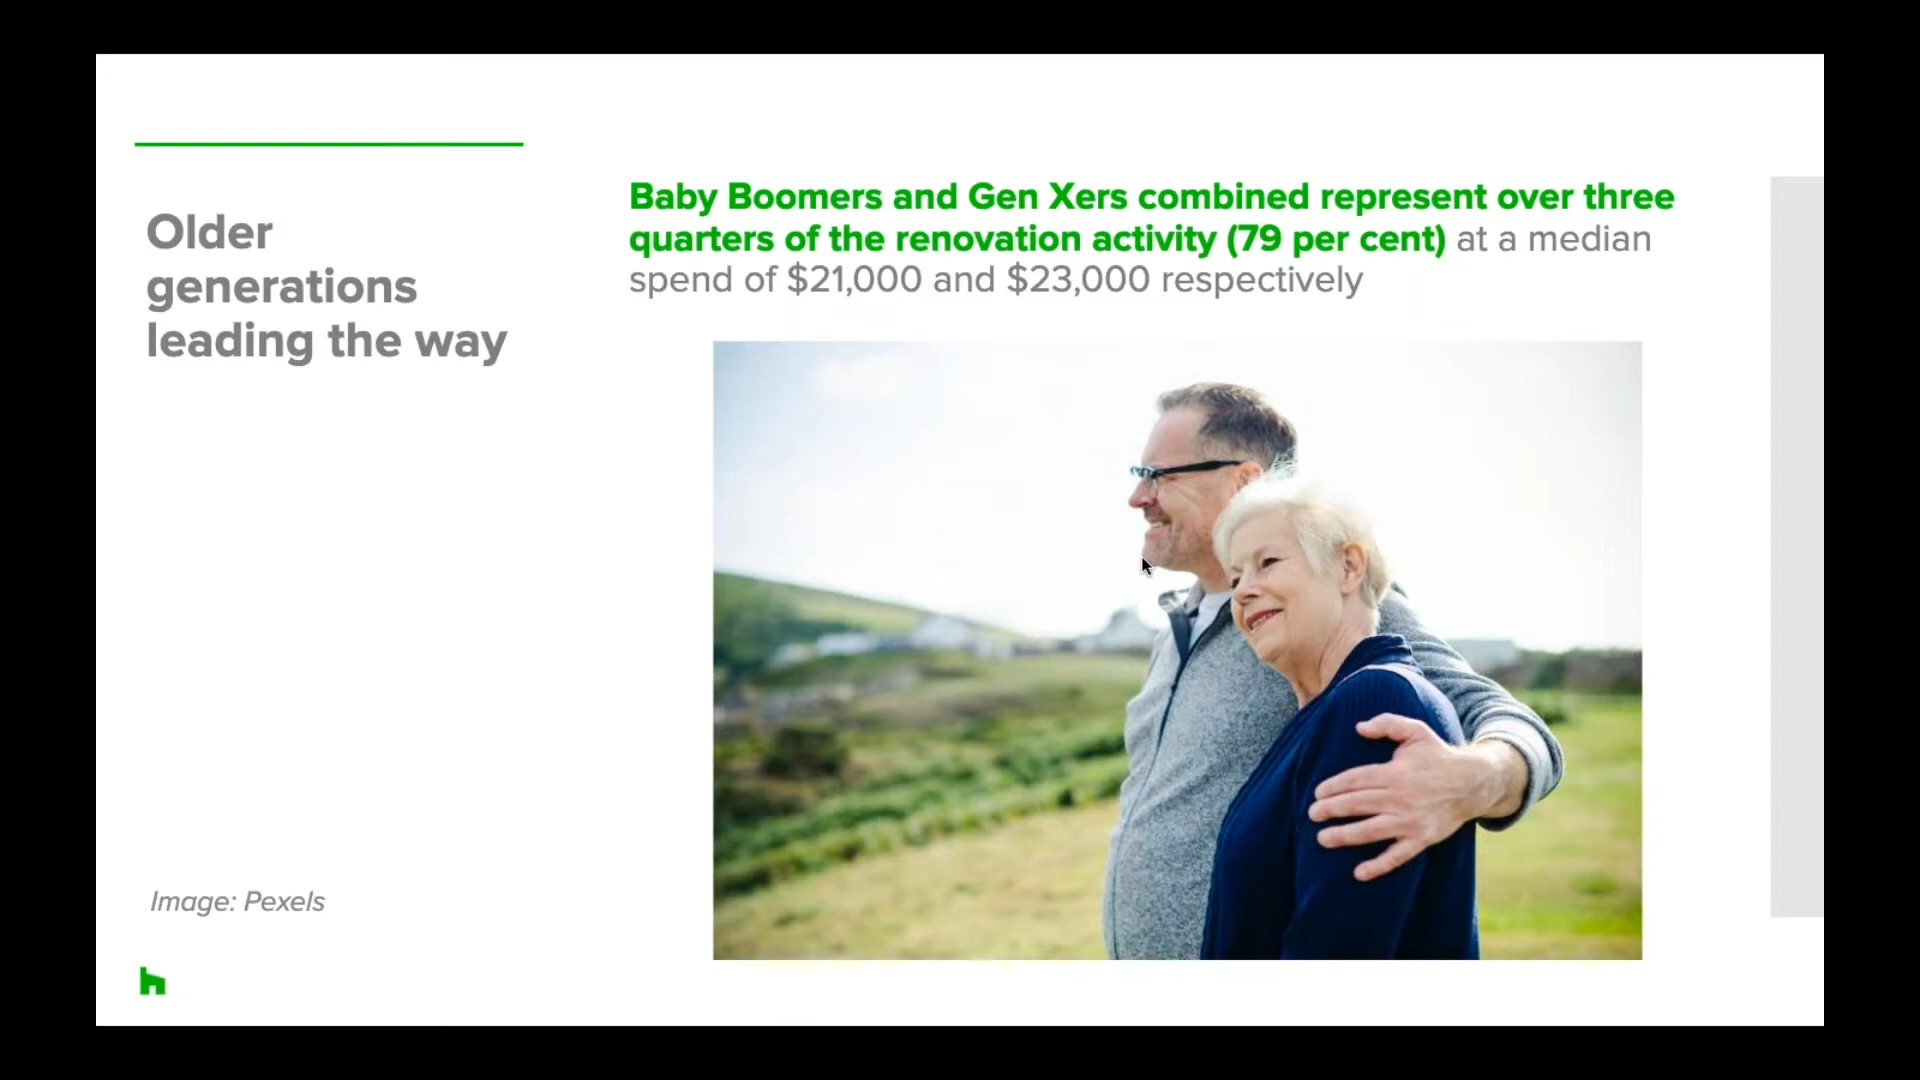 Older
generations
leading the way
Baby Boomers and Gen Xers combined represent over three
quarters of the renovation activity (79 per cent) at a median
spend of $21,000 and $23,000 respectively
Image: Pexels